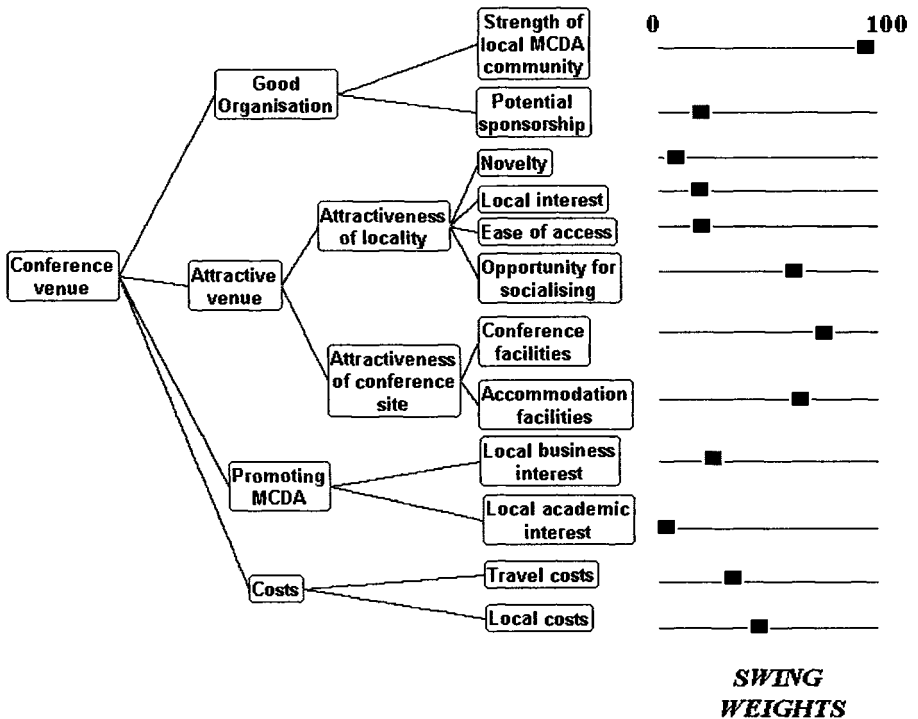 0
100
Strength of
local MCDA
community
Good
Organisation
Potential
sponsorship
Novelty
Local interest
Attractiveness
of locality
Ease of access
Conference
venue
Attractive
venue
Opportunity for
socialising
Conference
facilities
Attractiveness
of conference
site
Accommodation
facilities
Local business
interest
Promoting
MCDA
Local academic
interest
Travel costs
Costs
Local costs
SWING
WEIGHTS